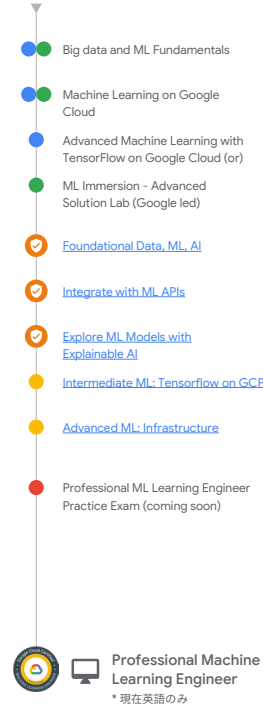 Big data and ML Fundamentals
Machine Learning on Google
Cloud
Advanced Machine Learning with
TensorFlow on Google Cloud (or)
ML Immersion - Advanced
Solution Lab (Google led)
Foundational Data, ML, AI
Integrate with ML APIs
Explore ML Models with
Explainable AI
Intermediate ML: Tensorflow on GCP
Advanced ML: Infrastructure
Professional ML Learning Engineer
Practice Exam (coming soon)
Professional Machine
Learning Engineer
* 現在英語のみ